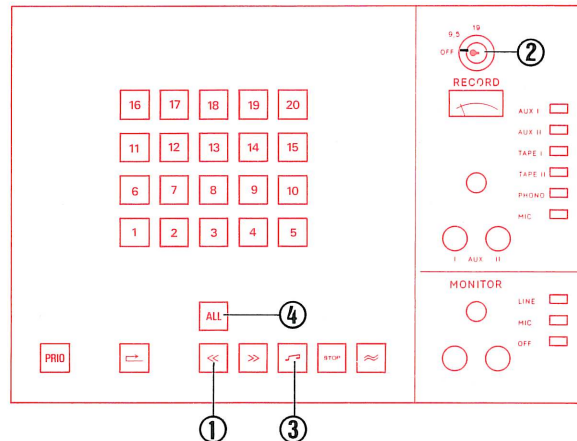 19
9.5
OFF
②
RECORD
16 17 18 19 20
11 12 13 14 15
6 7 8 9 10
1 2 3 4 5
AUX I
AUX II
TAPE I
TAPE II
PHONO
MIC
I AUX II
MONITOR
LINE
MIC
OFF
ALL
④
PRIO
<<
>>
STOP
≈
①
③